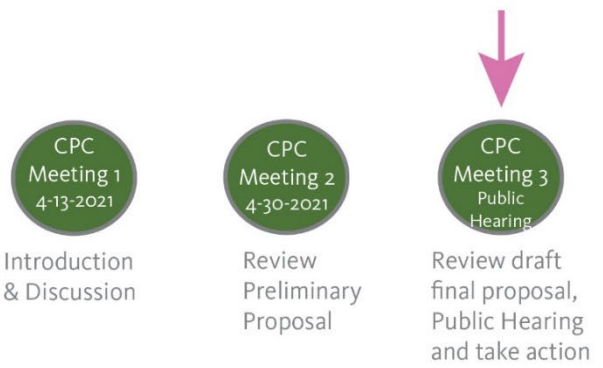 CPC
Meeting 1
4-13-2021
Introduction
& Discussion
CPC
Meeting 2
4-30-2021
Review
Preliminary
Proposal
CPC
Meeting 3
Public
Hearing
Review draft
final proposal,
Public Hearing
and take action